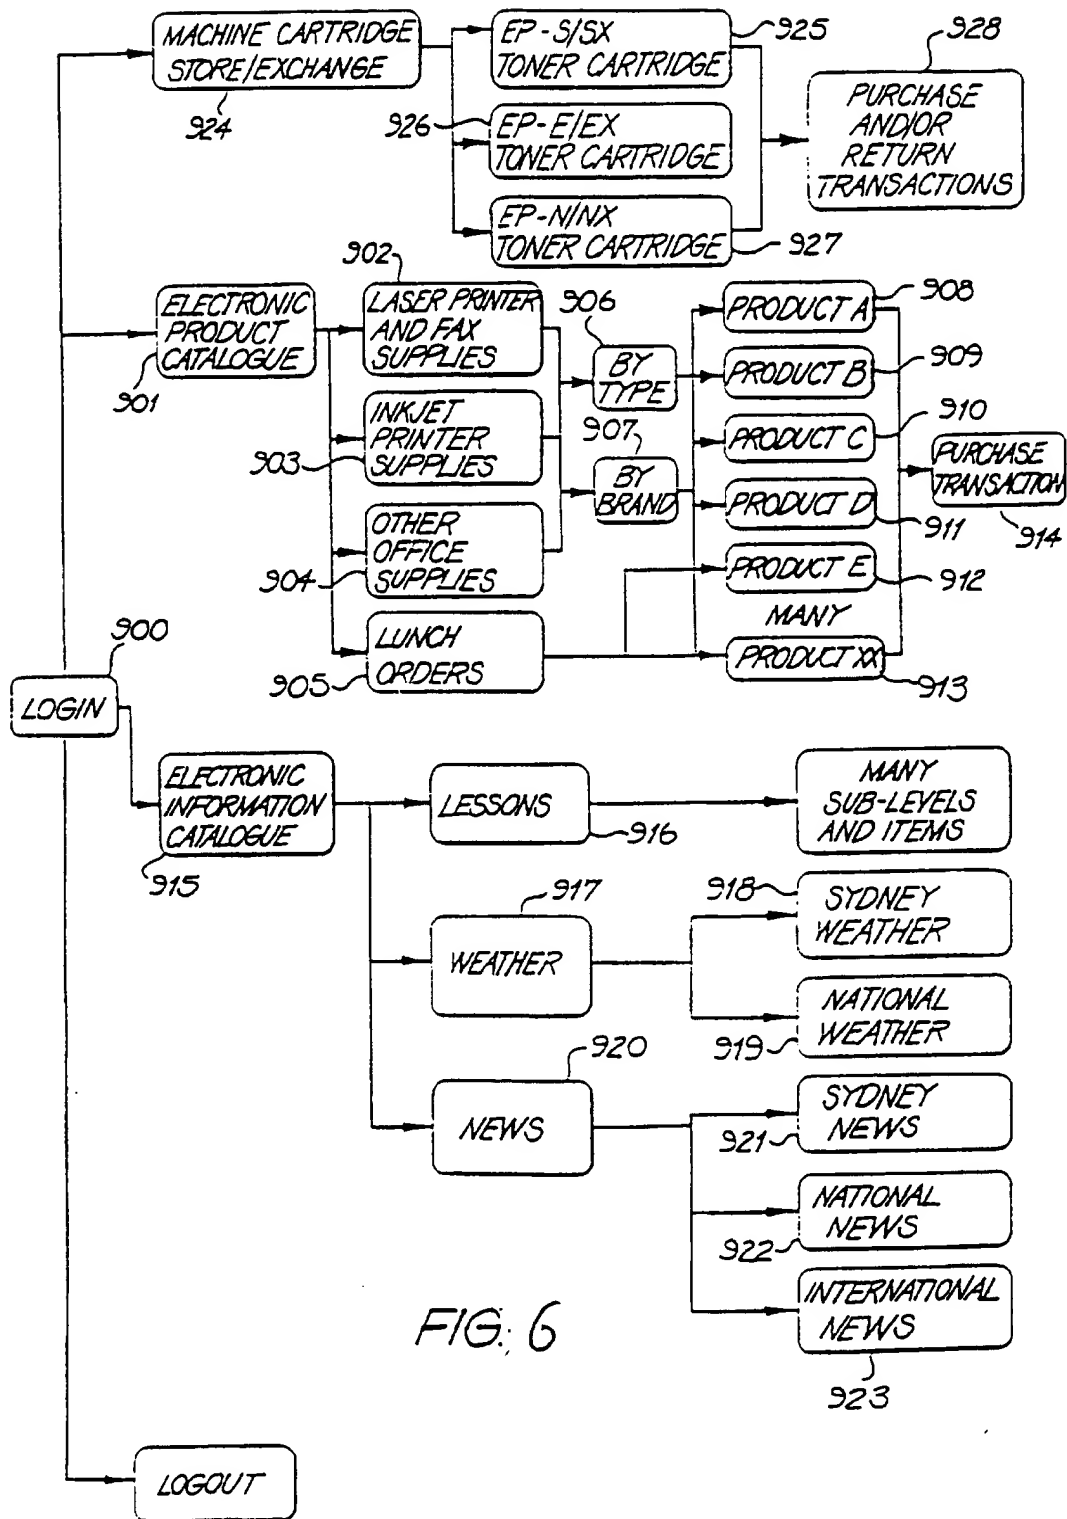 MACHINE CARTRIDGE
STORE/EXCHANGE
924
EP-S/SX
TONER CARTRIDGE
925
926
EP-E/EX
TONER CARTRIDGE
EP-N/NX
TONER CARTRIDGE
927
928
PURCHASE
AND/OR
RETURN
TRANSACTIONS
ELECTRONIC
PRODUCT
CATALOGUE
901
902
LASER PRINTER
AND FAX
SUPPLIES
INKJET
PRINTER
SUPPLIES
903
OTHER
OFFICE
SUPPLIES
904
LUNCH
ORDERS
905
906
BY
TYPE
907
BY
BRAND
PRODUCT A
908
PRODUCT B
909
PRODUCT C
910
PRODUCT D
911
PRODUCT E
912
MANY
PRODUCT XX
913
PURCHASE
TRANSACTION
914
900
LOGIN
ELECTRONIC
INFORMATION
CATALOGUE
915
LESSONS
916
MANY
SUB-LEVELS
AND ITEMS
917
WEATHER
918
SYDNEY
WEATHER
NATIONAL
WEATHER
919
920
NEWS
SYDNEY
NEWS
921
NATIONAL
NEWS
922
INTERNATIONAL
NEWS
923
FIG. 6
LOGOUT